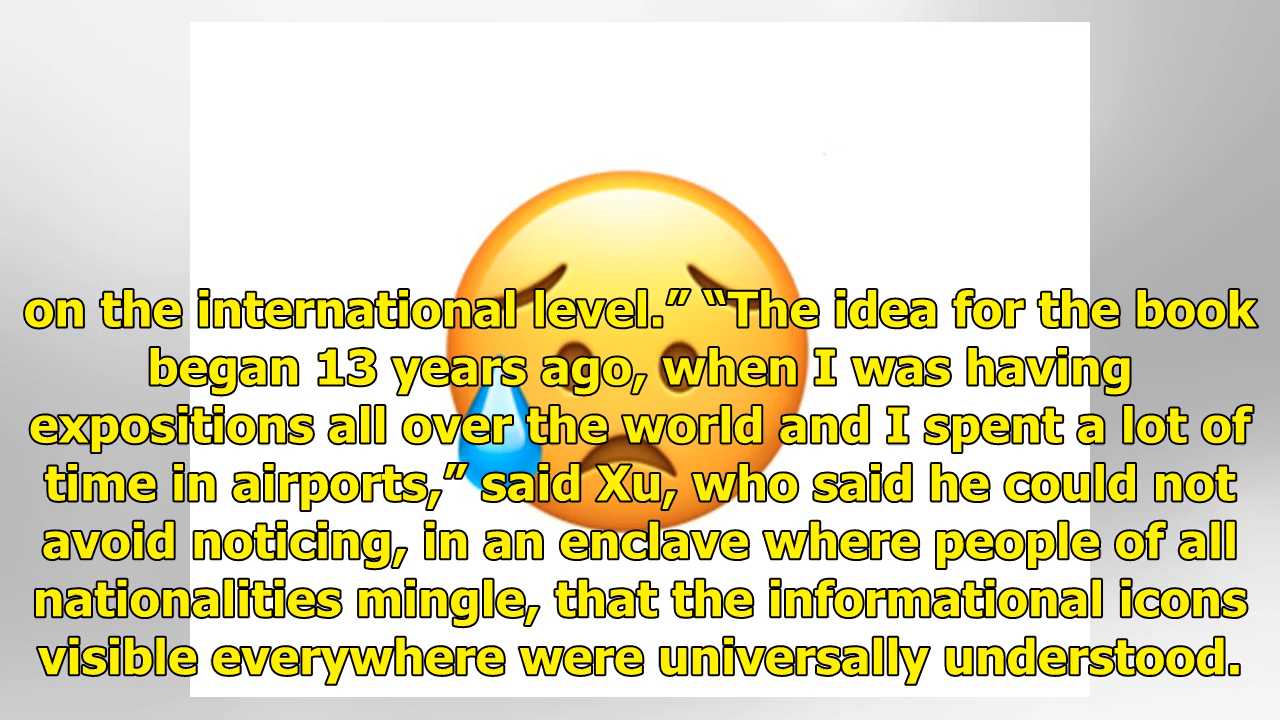 on the international level.” “The idea for the book
began 13 years ago, when I was having
expositions all over the world and I spent a lot of
time in airports,” said Xu, who said he could not
avoid noticing, in an enclave where people of all
nationalities mingle, that the informational icons
visible everywhere were universally understood.